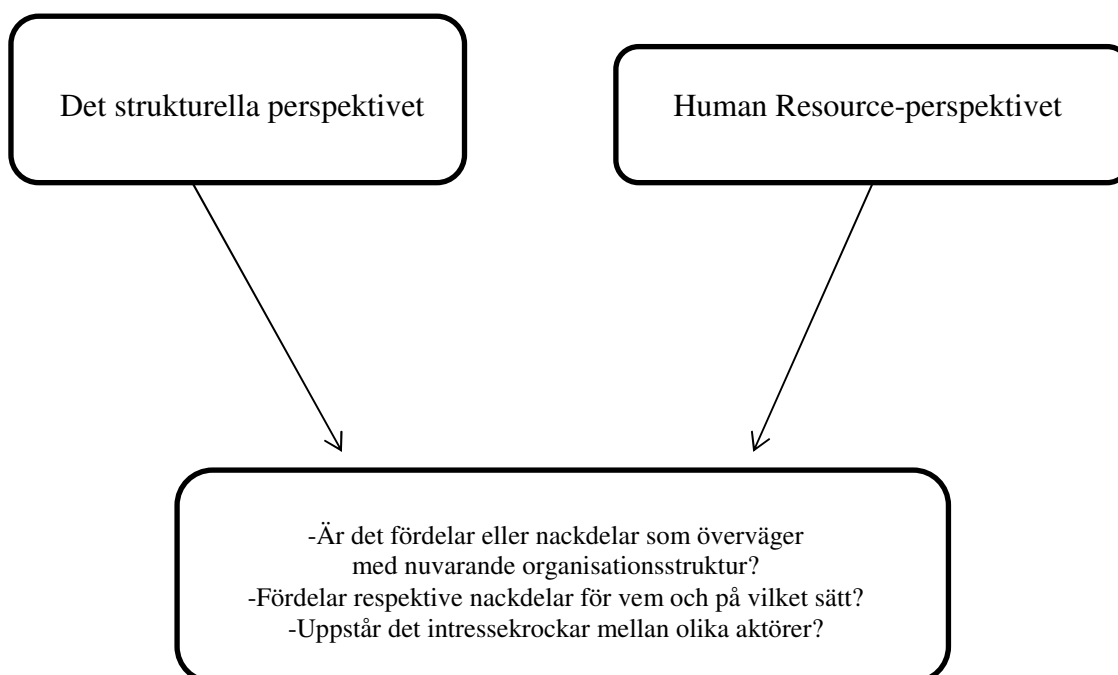 Det strukturella perspektivet
Human Resource-perspektivet
-Är det fördelar eller nackdelar som överväger
med nuvarande organisationsstruktur?
-Fördelar respektive nackdelar för vem och på vilket sätt?
-Uppstår det intressekrockar mellan olika aktörer?